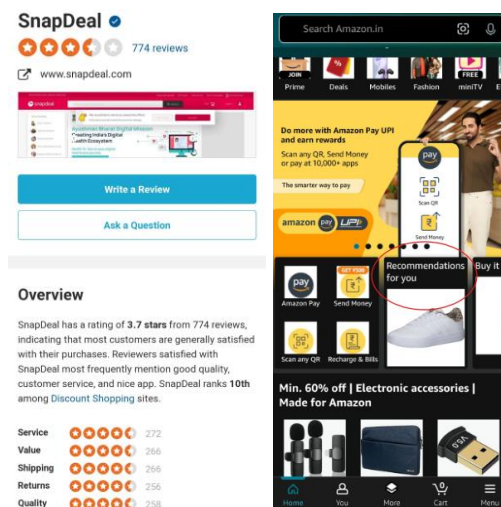 SnapDeal
774 reviews
www.snapdeal.com
snapdeal
Write a Review
Ask a Question
Overview
SnapDeal has a rating of 3.7 stars from 774 reviews,
indicating that most customers are generally satisfied
with their purchases. Reviewers satisfied with
SnapDeal most frequently mention good quality,
customer service, and nice app. SnapDeal ranks 10th
among Discount Shopping sites.
Service 272
Value 266
Shipping 266
Returns 256
Quality 258
Search Amazon.in
JOIN
FREE
Prime Deals Mobiles Fashion miniTV E
Do more with Amazon Pay UPI
and earn rewards
Scan any QR, Send Money
or pay at 10,000+ apps
The smarter way to pay
amazon pay UPI
pay
Scan QR
Send Money
Recommendations
for you
Buy it
pay
Amazon Pay Send Money
Scan any QR Recharge & Bills
Min. 60% off | Electronic accessories |
Made for Amazon
V5.0
Home You More Cart Menu